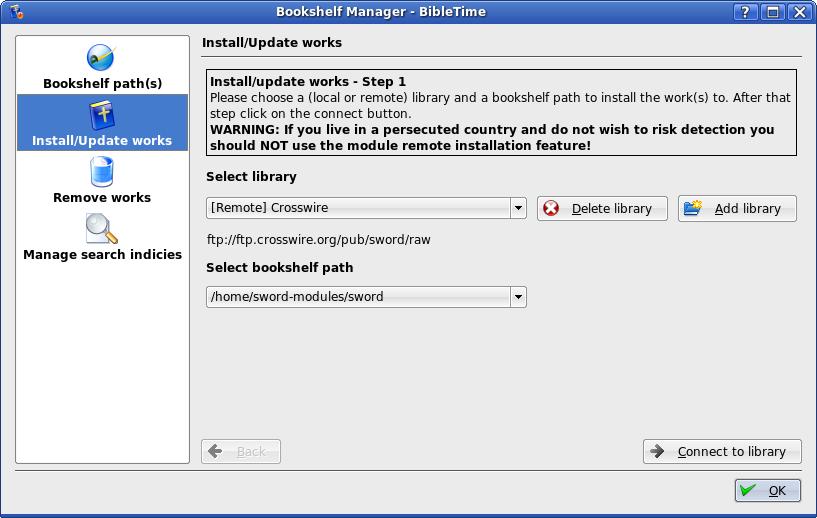 Bookshelf Manager - BibleTime
?
Bookshelf path(s)
Install/Update works
Remove works
Manage search indicies
Install/Update works
Install/update works - Step 1
Please choose a (local or remote) library and a bookshelf path to install the work(s) to. After that
step click on the connect button.
WARNING: If you live in a persecuted country and do not wish to risk detection you
should NOT use the module remote installation feature!
Select library
[Remote] Crosswire
Delete library
Add library
ftp://ftp.crosswire.org/pub/sword/raw
Select bookshelf path
/home/sword-modules/sword
Back
Connect to library
OK